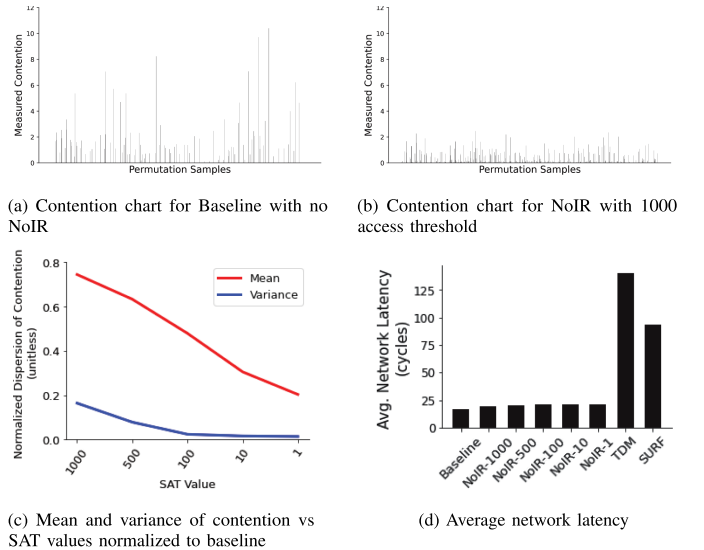 12
10
8
6
4
2
0
Measured Contention
Permutation Samples
12
10
8
6
4
2
0
Measured Contention
Permutation Samples
(a) Contention chart for Baseline with no
NoIR
(b) Contention chart for NoIR with 1000
access threshold
Normalized Dispersion of Contention
(unitless)
0.8
0.6
0.4
0.2
0.0
Mean
Variance
1000
500
100
10
1
SAT Value
Avg. Network Latency
(cycles)
125
100
75
50
25
0
Baseline
NoIR-1000
NoIR-500
NoIR-100
NoIR-10
NoIR-1
TDM
SURF
(c) Mean and variance of contention vs
SAT values normalized to baseline
(d) Average network latency